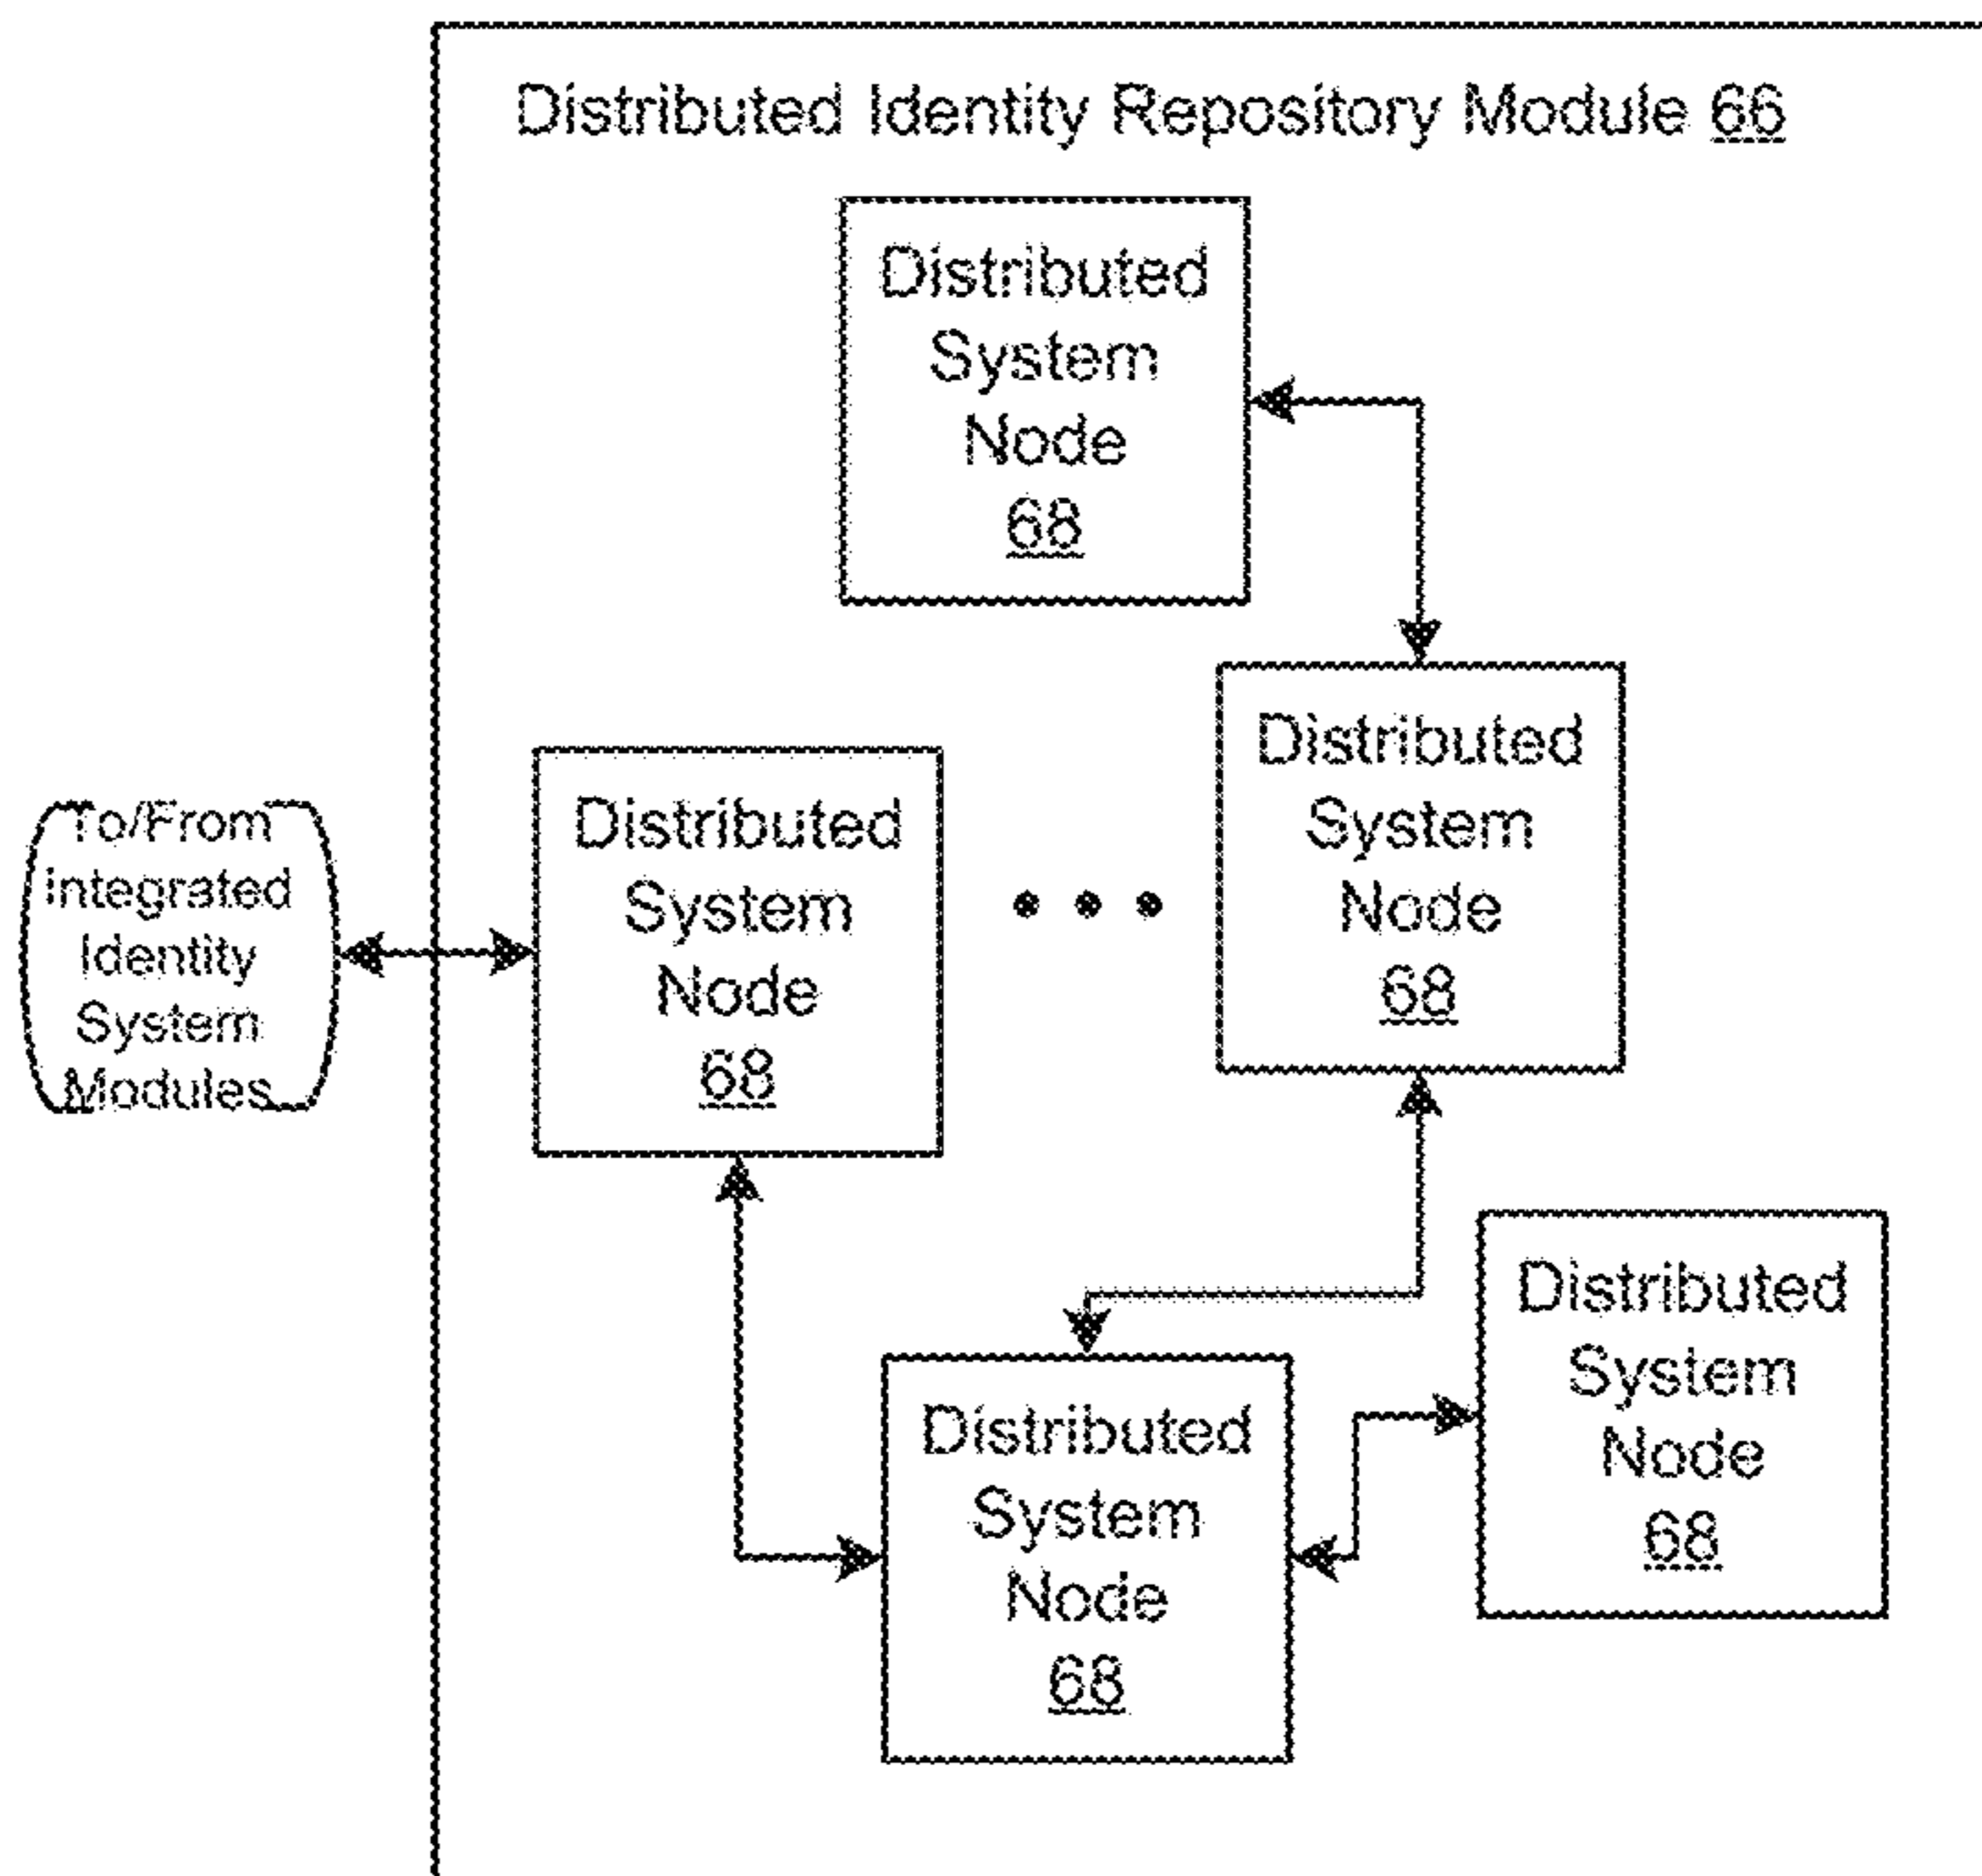 Distributed Identity Repository Module 66
Distributed
System
Node
68
Distributed
System
Node
68
To/From
Integrated
Identity
System
Modules
Distributed
System
Node
68
Distributed
System
Node
68
Distributed
System
Node
68